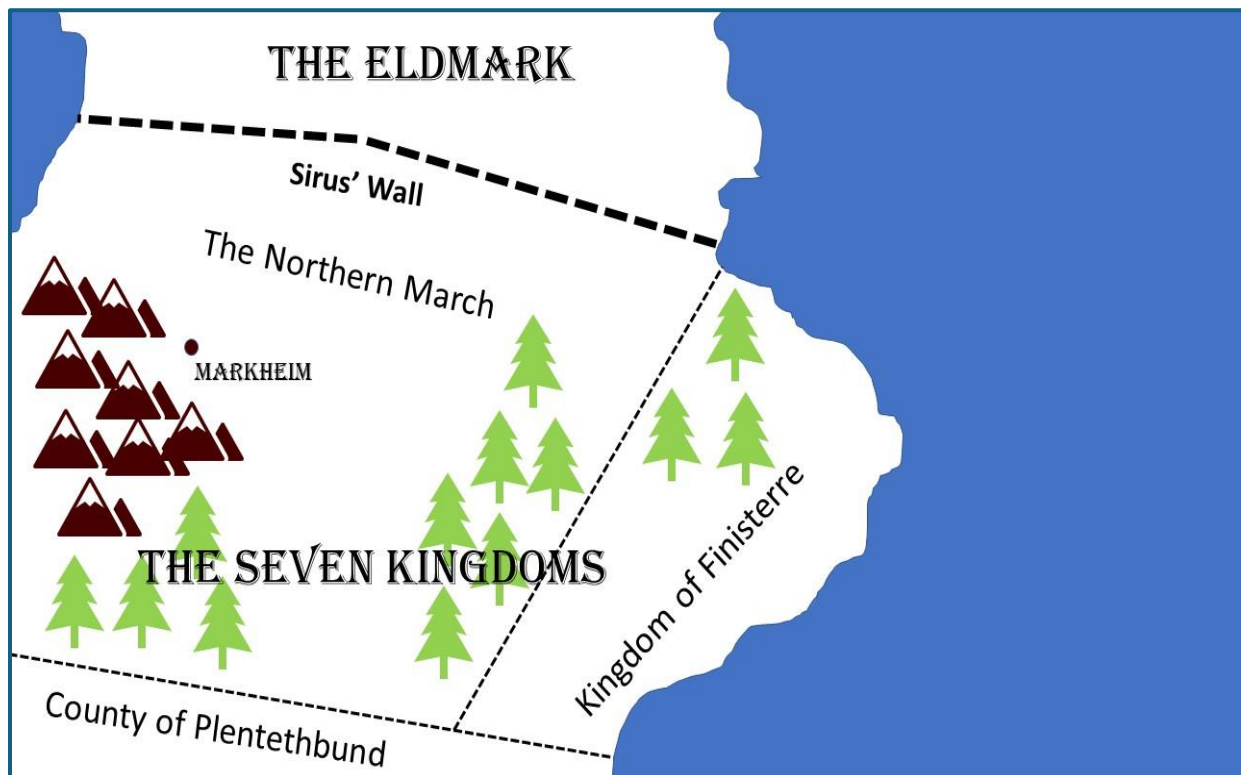 THE ELDMARK
Sirus' Wall
The Northern March
MARKHEIM
THE SEVEN KINGDOMS
Kingdom of Finisterre
County of Plentethbund